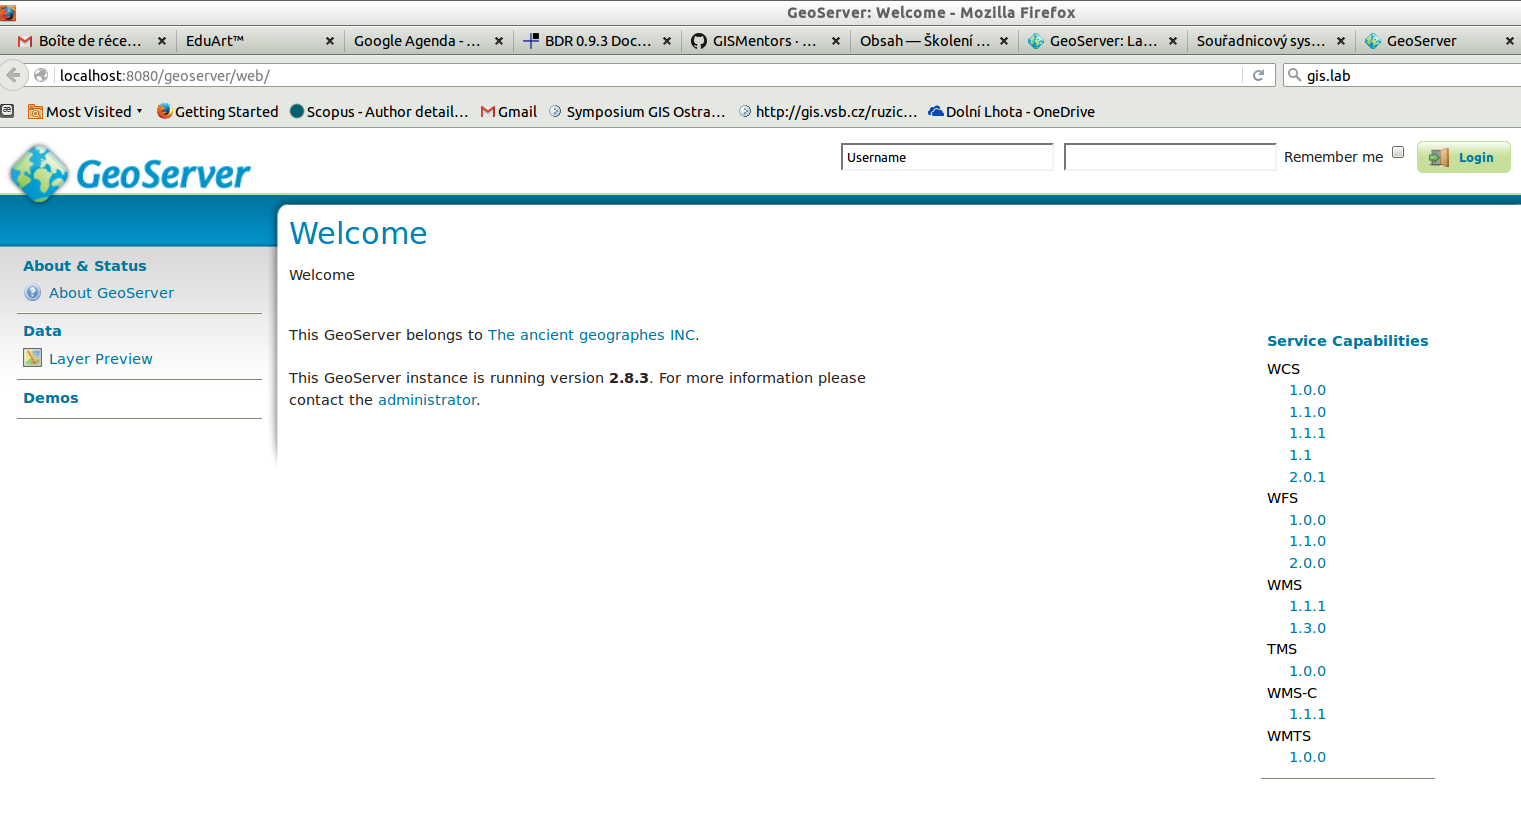 GeoServer: Welcome - Mozilla Firefox
Boîte de réce... × EduArt™ × Google Agenda - ... × BDR 0.9.3 Doc... × GISMentors · ... × Obsah — Školení ... × GeoServer: La... × Souřadnicový sys... × GeoServer ×
localhost:8080/geoserver/web/ gis.lab
Most Visited Getting Started Scopus - Author detail... Gmail Symposium GIS Ostra... http://gis.vsb.cz/ruzic... Dolní Lhota - OneDrive
GeoServer Username Remember me Login
Welcome
Welcome
This GeoServer belongs to The ancient geographes INC.
This GeoServer instance is running version 2.8.3. For more information please
contact the administrator.
About & Status
About GeoServer
Data
Layer Preview
Demos
Service Capabilities
WCS
1.0.0
1.1.0
1.1.1
1.1
2.0.1
WFS
1.0.0
1.1.0
2.0.0
WMS
1.1.1
1.3.0
TMS
1.0.0
WMS-C
1.1.1
WMTS
1.0.0